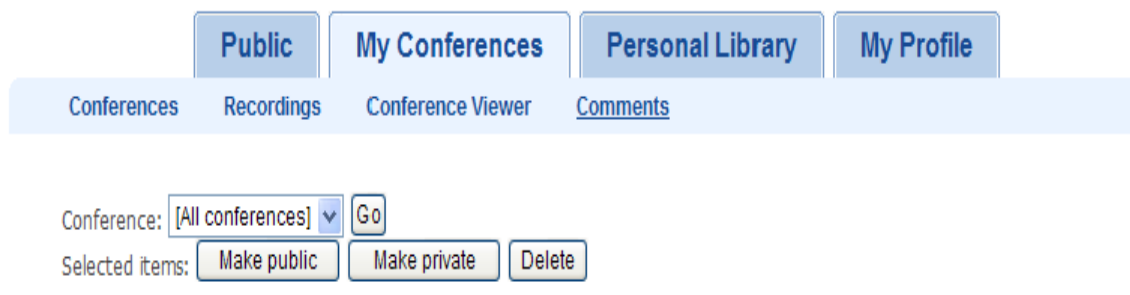 Public My Conferences Personal Library My Profile
Conferences Recordings Conference Viewer Comments
Conference: [All conferences] Go
Selected items: Make public Make private Delete